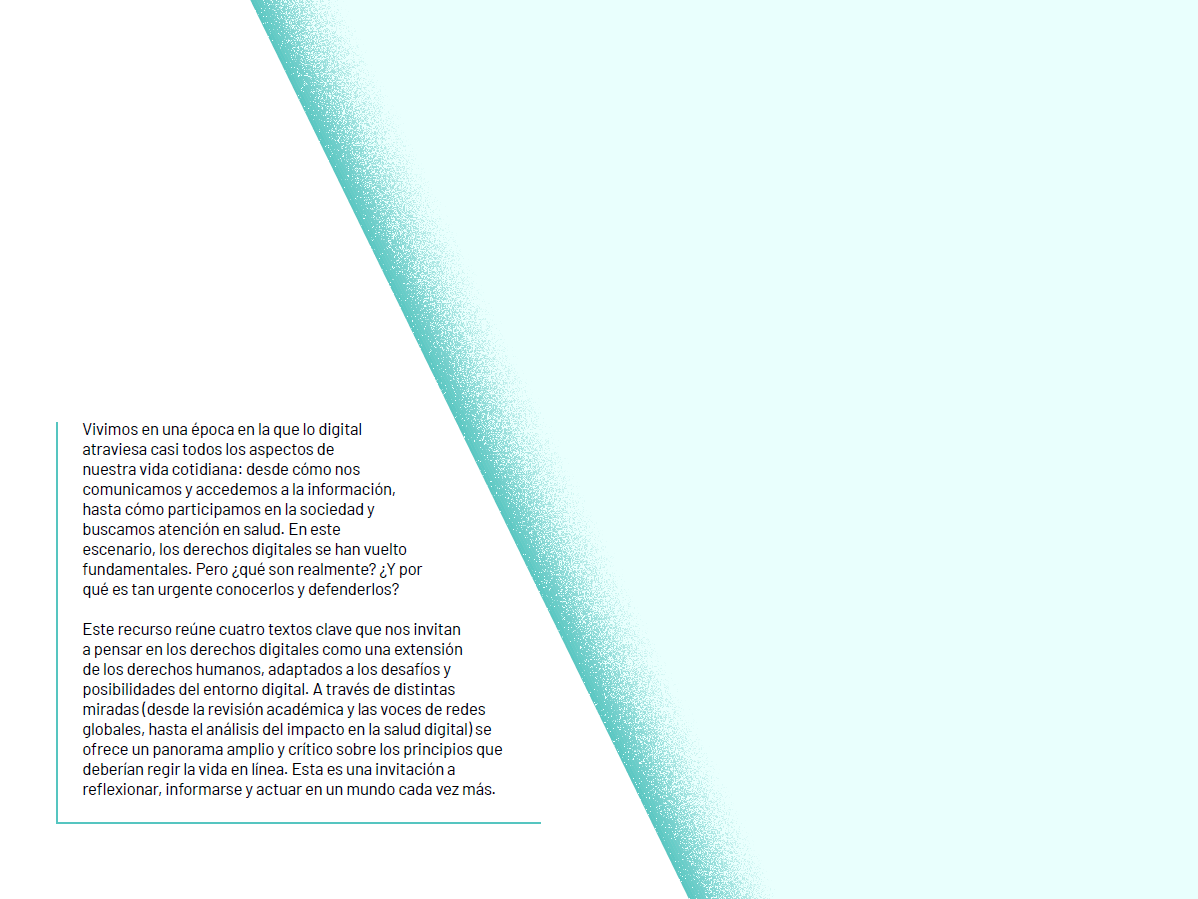 Vivimos en una época en la que lo digital
atraviesa casi todos los aspectos de
nuestra vida cotidiana: desde cómo nos
comunicamos y accedemos a la información,
hasta cómo participamos en la sociedad y
buscamos atención en salud. En este
escenario, los derechos digitales se han vuelto
fundamentales. Pero ¿qué son realmente? ¿Y por
qué es tan urgente conocerlos y defenderlos?
Este recurso reúne cuatro textos clave que nos invitan
a pensar en los derechos digitales como una extensión
de los derechos humanos, adaptados a los desafíos y
posibilidades del entorno digital. A través de distintas
miradas (desde la revisión académica y las voces de redes
globales, hasta el análisis del impacto en la salud digital) se
ofrece un panorama amplio y crítico sobre los principios que
deberían regir la vida en línea. Esta es una invitación a
reflexionar, informarse y actuar en un mundo cada vez más.